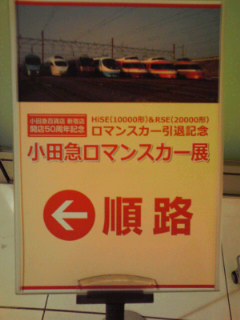 小田急百貨店 新宿店
開店50周年記念
HiSE(10000形)&RSE(20000形)
ロマンスカー引退記念
小田急ロマンスカー展
順路